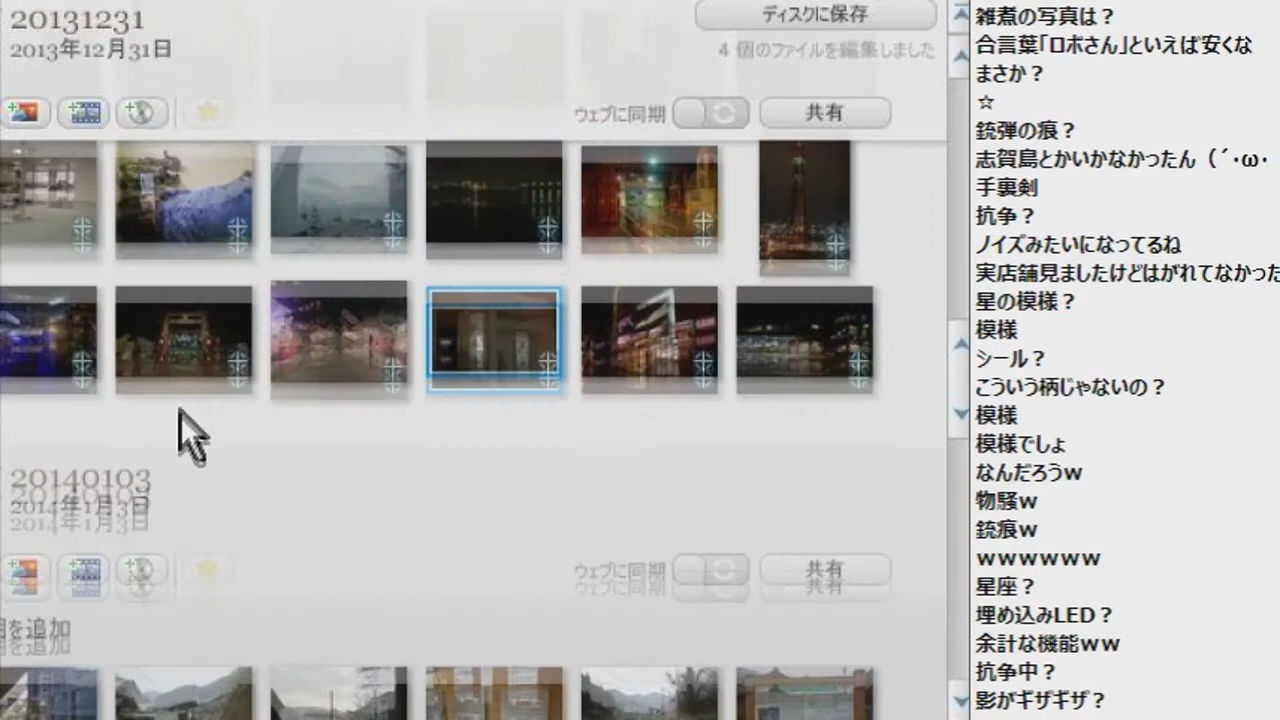 20131231
2013年12月31日
ディスクに保存
4 個のファイルを編集しました
ウェブに同期
共有
20140103
2014年1月3日
ウェブに同期
共有
を追加
雑煮の写真は？
合言葉「ロボさん」といえば安くな
まさか？
☆
銃弾の痕？
志賀島とかいかなかったん（´･ω･
手裏剣
抗争？
ノイズみたいになってるね
実店舗見ましたけどはがれてなかった
星の模様？
模様
シール？
こういう柄じゃないの？
模様
模様でしょ
なんだろうｗ
物騒ｗ
銃痕ｗ
ｗｗｗｗｗｗ
星座？
埋め込みLED？
余計な機能ｗｗ
抗争中？
影がギザギザ？